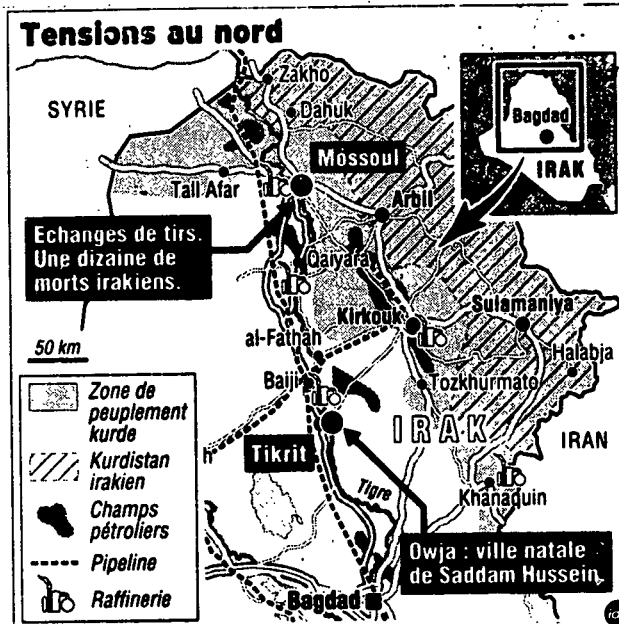 Tensions au nord
SYRIE
Zakho
Dahuk
Bagdad
IRAK
Mossoul
Tall Afar
Arbil
Echanges de tirs.
Une dizaine de
morts irakiens.
Qaiyara
Kirkouk
Sulamaniya
50 km
al-Fathah
Halabja
Baiji
Tozkhurmato
IRAK
IRAN
Tikrit
Khanaquin
Tigre
Zone de
peuplement
kurde
Kurdistan
irakien
Champs
pétroliers
Pipeline
Raffinerie
Owja : ville natale
de Saddam Hussein
Bagdad